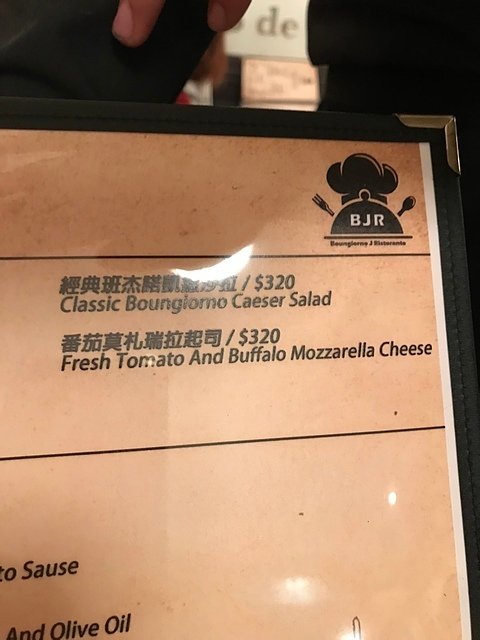 de
BJR
Boungiorno J Ristorante
經典班杰諾凱薩沙拉 / $320
Classic Boungiorno Caeser Salad
番茄莫札瑞拉起司 / $320
Fresh Tomato And Buffalo Mozzarella Cheese
to Sause
And Olive Oil